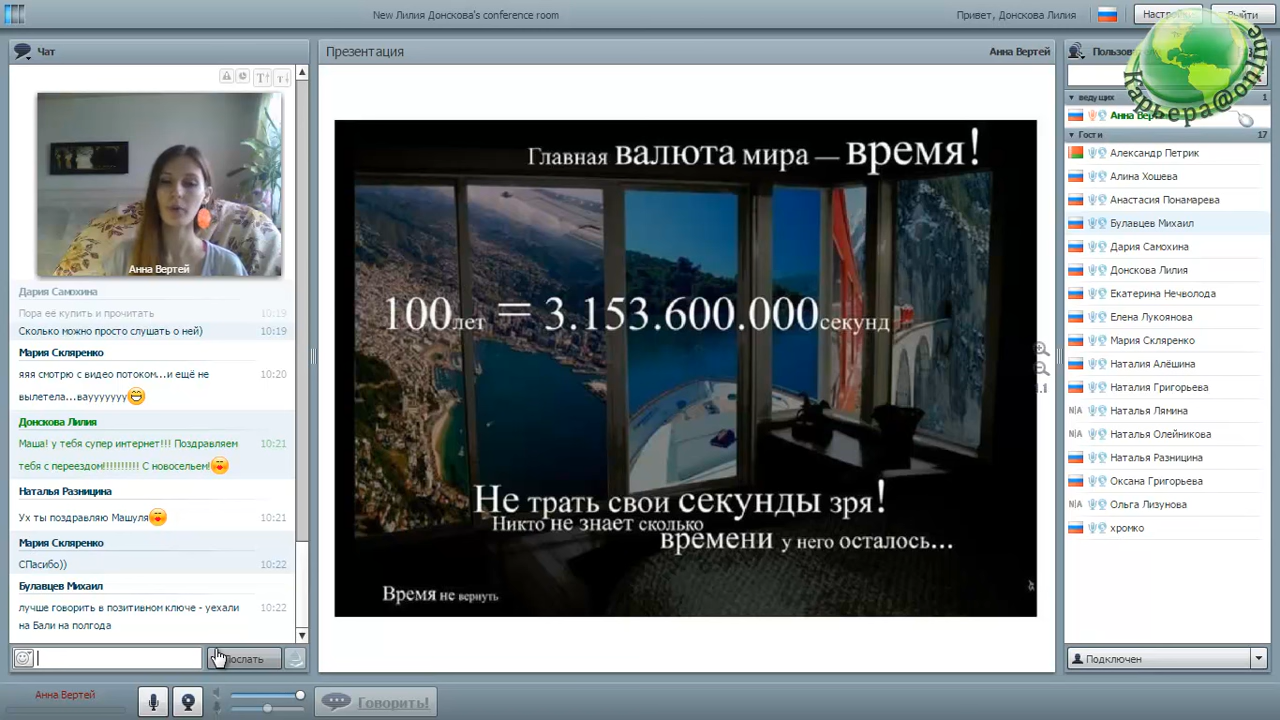 New Лилия Донскова's conference room
Привет, Донскова Лилия
Выйти
Карьера@online
Чат
Анна Вертей
Дария Самохина
Пора ее купить и прочитать 10:19
Сколько можно просто слушать о ней) 10:19
Мария Скляренко
яяя смотрю с видео потоком...и ещё не 10:20
вылетела...вауууууу
Донскова Лилия
Маша! у тебя супер интернет!!! Поздравляем 10:21
тебя с переездом!!!!!!!!!! С новосельем!
Наталья Разницина
Ух ты поздравляю Машуля 10:21
Мария Скляренко
СПасибо)) 10:22
Булавцев Михаил
лучше говорить в позитивном ключе - уехали 10:22
на Бали на полгода
Послать
Анна Вертей
Говорить!
Презентация
Анна Вертей
Главная валюта мира — время!
100лет = 3.153.600.000секунд
Не трать свои секунды зря!
Никто не знает сколько
времени у него осталось...
Время не вернуть
1:1
ведущих 1
Гости 17
Александр Петрик
Алина Хошева
Анастасия Понамарева
Булавцев Михаил
Дария Самохина
Донскова Лилия
Екатерина Нечволода
Елена Лукоянова
Мария Скляренко
Наталия Алёшина
Наталия Григорьева
N/A Наталья Лямина
N/A Наталья Олейникова
Наталья Разницина
Оксана Григорьева
N/A Ольга Лизунова
хромко
Подключен